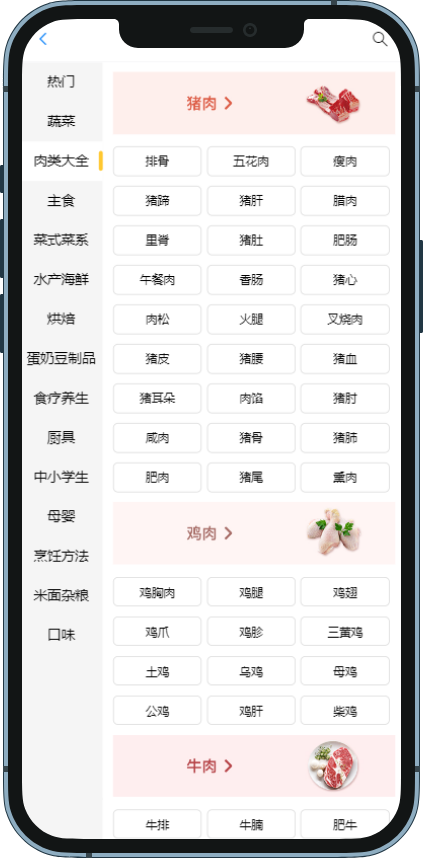 热门
蔬菜
肉类大全
主食
菜式菜系
水产海鲜
烘焙
蛋奶豆制品
食疗养生
厨具
中小学生
母婴
烹饪方法
米面杂粮
口味
猪肉
排骨 五花肉 瘦肉
猪蹄 猪肝 腊肉
里脊 猪肚 肥肠
午餐肉 香肠 猪心
肉松 火腿 叉烧肉
猪皮 猪腰 猪血
猪耳朵 肉馅 猪肘
咸肉 猪骨 猪肺
肥肉 猪尾 熏肉
鸡肉
鸡胸肉 鸡腿 鸡翅
鸡爪 鸡胗 三黄鸡
土鸡 乌鸡 母鸡
公鸡 鸡肝 柴鸡
牛肉
牛排 牛腩 肥牛